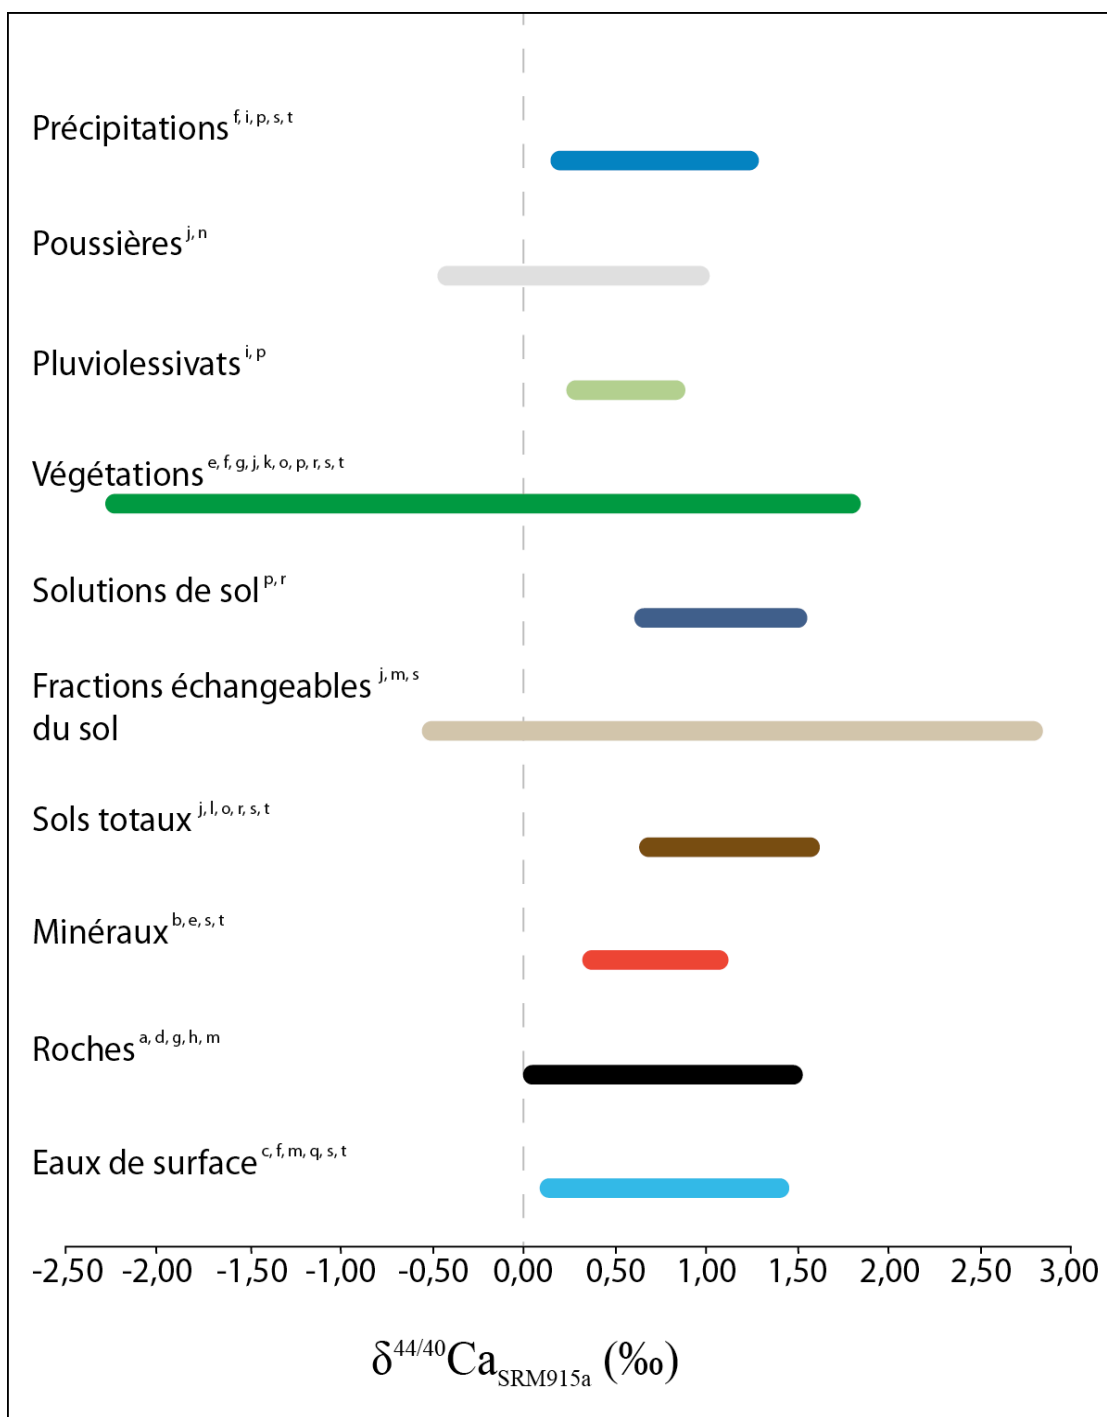 Précipitations f, i, p, s, t
Poussières j, n
Pluviolessivats i, p
Végétations e, f, g, j, k, o, p, r, s, t
Solutions de sol p, r
Fractions échangeables j, m, s
du sol
Sols totaux j, l, o, r, s, t
Minéraux b, e, s, t
Roches a, d, g, h, m
Eaux de surface c, f, m, q, s, t
-2,50 -2,00 -1,50 -1,00 -0,50 0,00 0,50 1,00 1,50 2,00 2,50 3,00
δ44/40CaSRM915a (‰)